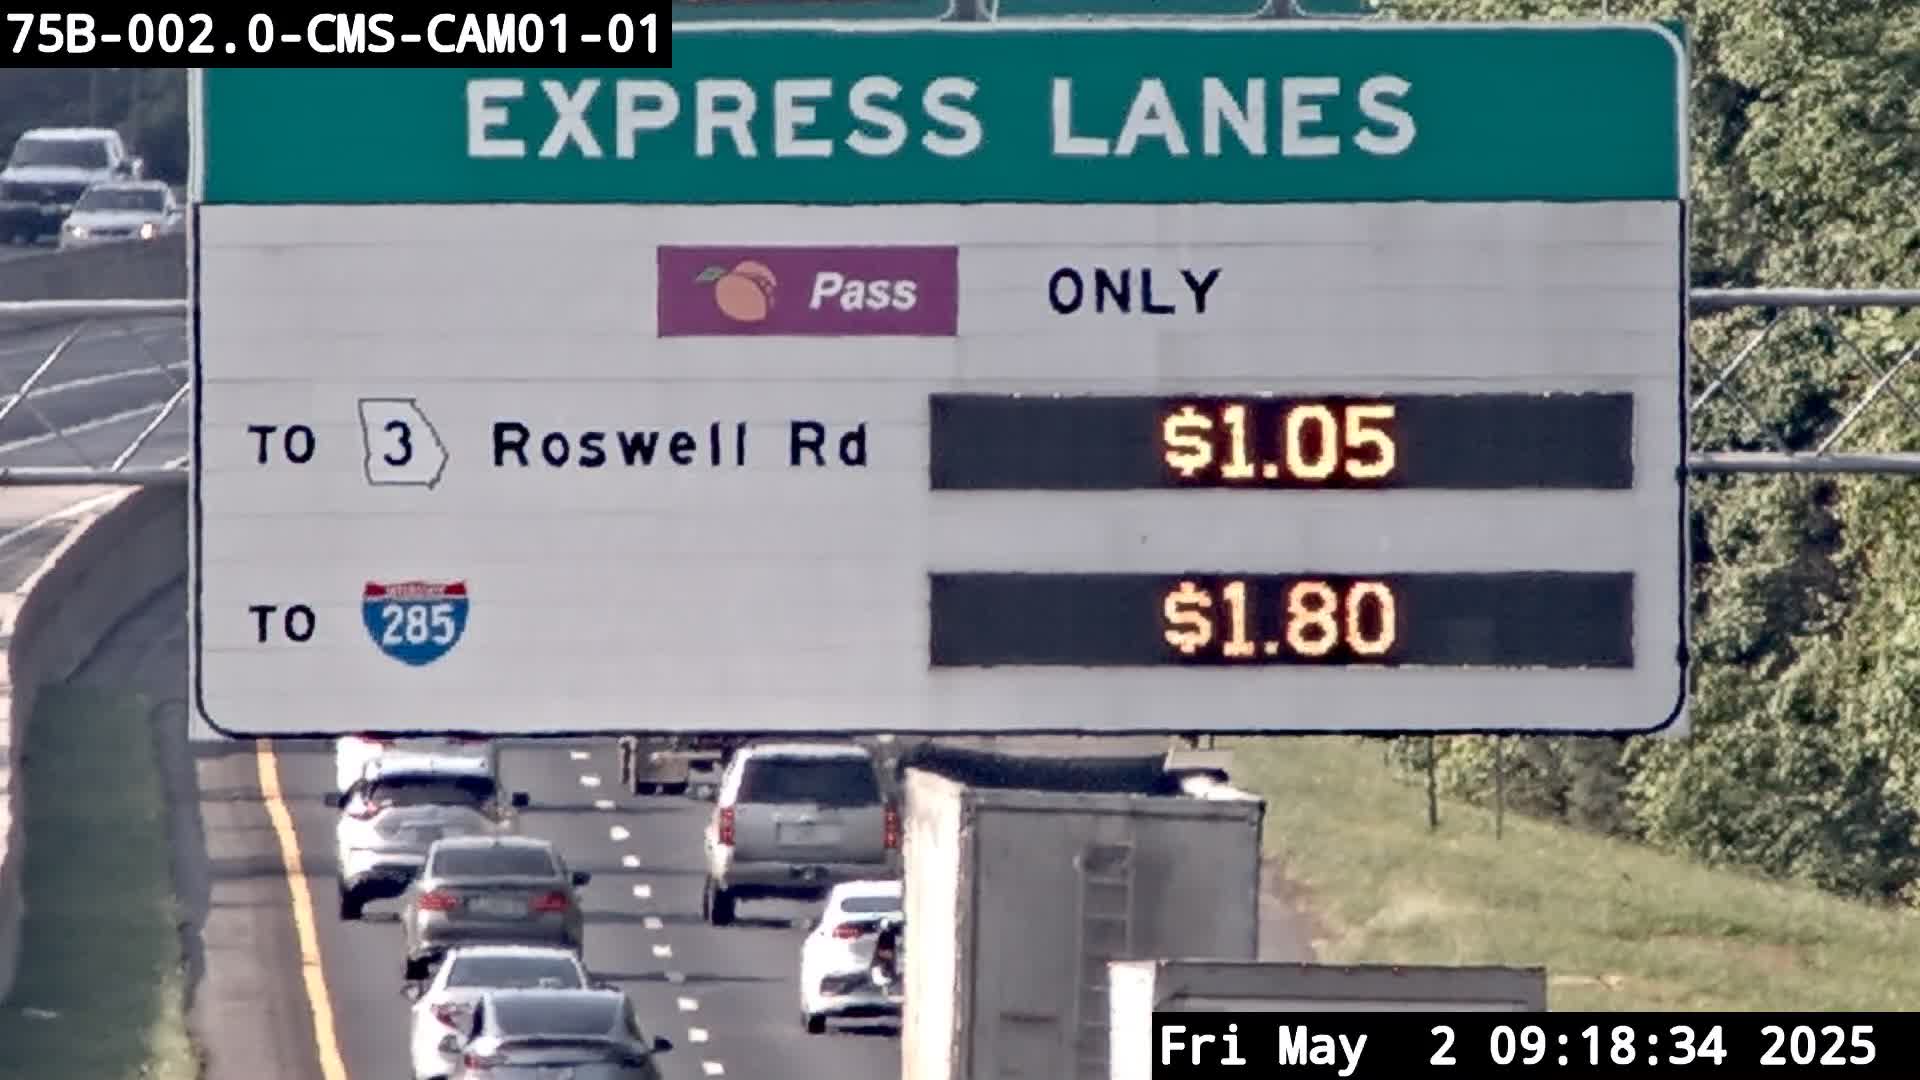 75B-002.0-CMS-CAM01-01
EXPRESS LANES
Pass ONLY
TO 3 Roswell Rd $1.05
INTERSTATE
TO 285 $1.80
Fri May 2 09:18:34 2025